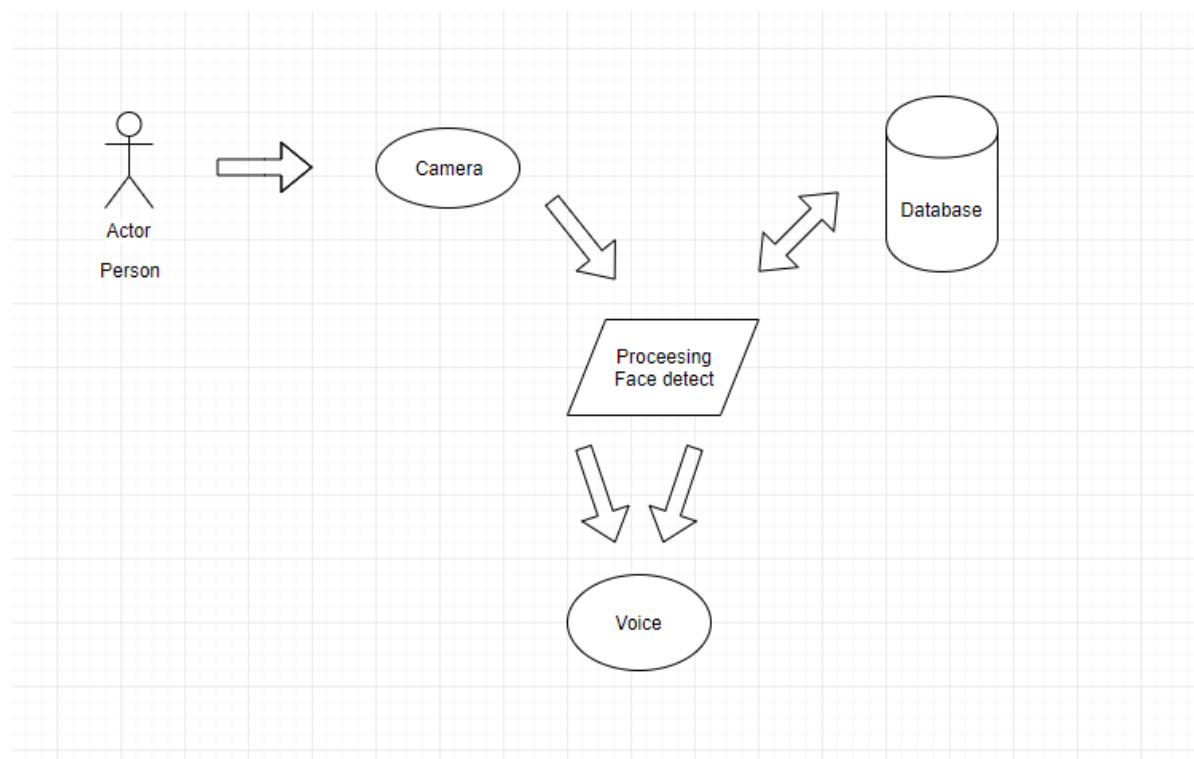 Actor
Person
Camera
Database
Proceesing
Face detect
Voice